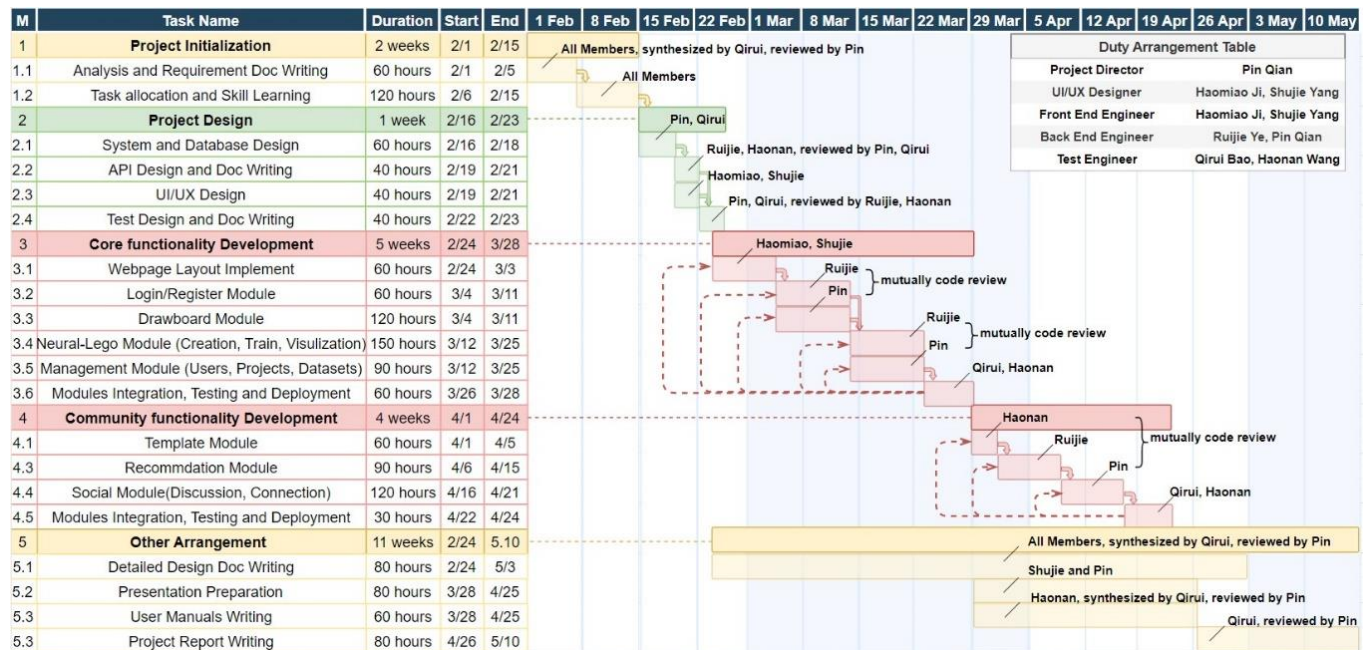 M Task Name Duration Start End 1 Feb 8 Feb 15 Feb 22 Feb 1 Mar 8 Mar 15 Mar 22 Mar 29 Mar 5 Apr 12 Apr 19 Apr 26 Apr 3 May 10 May
1 Project Initialization 2 weeks 2/1 2/15 All Members, synthesized by Qirui, reviewed by Pin
1.1 Analysis and Requirement Doc Writing 60 hours 2/1 2/5 All Members
1.2 Task allocation and Skill Learning 120 hours 2/6 2/15
2 Project Design 1 week 2/16 2/23 Pin, Qirui
2.1 System and Database Design 60 hours 2/16 2/18 Ruijie, Haonan, reviewed by Pin, Qirui
2.2 API Design and Doc Writing 40 hours 2/19 2/21 Haomiao, Shujie
2.3 UI/UX Design 40 hours 2/19 2/21 Pin, Qirui, reviewed by Ruijie, Haonan
2.4 Test Design and Doc Writing 40 hours 2/22 2/23
Duty Arrangement Table
Project Director Pin Qian
UI/UX Designer Haomiao Ji, Shujie Yang
Front End Engineer Haomiao Ji, Shujie Yang
Back End Engineer Ruijie Ye, Pin Qian
Test Engineer Qirui Bao, Haonan Wang
3 Core functionality Development 5 weeks 2/24 3/28 Haomiao, Shujie
3.1 Webpage Layout Implement 60 hours 2/24 3/3 Ruijie
mutually code review
3.2 Login/Register Module 60 hours 3/4 3/11 Pin
3.3 Drawboard Module 120 hours 3/4 3/11 Ruijie
mutually code review
3.4 Neural-Lego Module (Creation, Train, Visulization) 150 hours 3/12 3/25 Pin
3.5 Management Module (Users, Projects, Datasets) 90 hours 3/12 3/25 Qirui, Haonan
3.6 Modules Integration, Testing and Deployment 60 hours 3/26 3/28
4 Community functionality Development 4 weeks 4/1 4/24 Haonan
mutually code review
4.1 Template Module 60 hours 4/1 4/5 Ruijie
4.3 Recommdation Module 90 hours 4/6 4/15 Pin
4.4 Social Module(Discussion, Connection) 120 hours 4/16 4/21 Qirui, Haonan
4.5 Modules Integration, Testing and Deployment 30 hours 4/22 4/24
5 Other Arrangement 11 weeks 2/24 5.10 All Members, synthesized by Qirui, reviewed by Pin
5.1 Detailed Design Doc Writing 80 hours 2/24 5/3 Shujie and Pin
5.2 Presentation Preparation 80 hours 3/28 4/25 Haonan, synthesized by Qirui, reviewed by Pin
5.3 User Manuals Writing 60 hours 3/28 4/25 Qirui, reviewed by Pin
5.3 Project Report Writing 80 hours 4/26 5/10